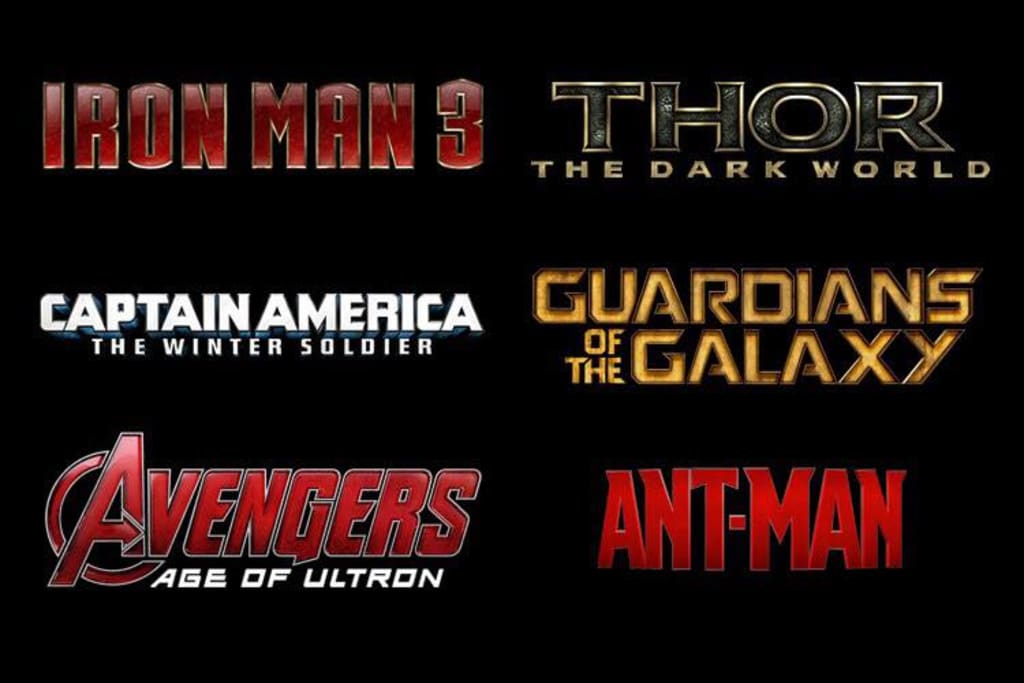 IRON MAN 3
THOR
THE DARK WORLD
CAPTAIN AMERICA
THE WINTER SOLDIER
GUARDIANS
OF THE GALAXY
AVENGERS
AGE OF ULTRON
ANT-MAN